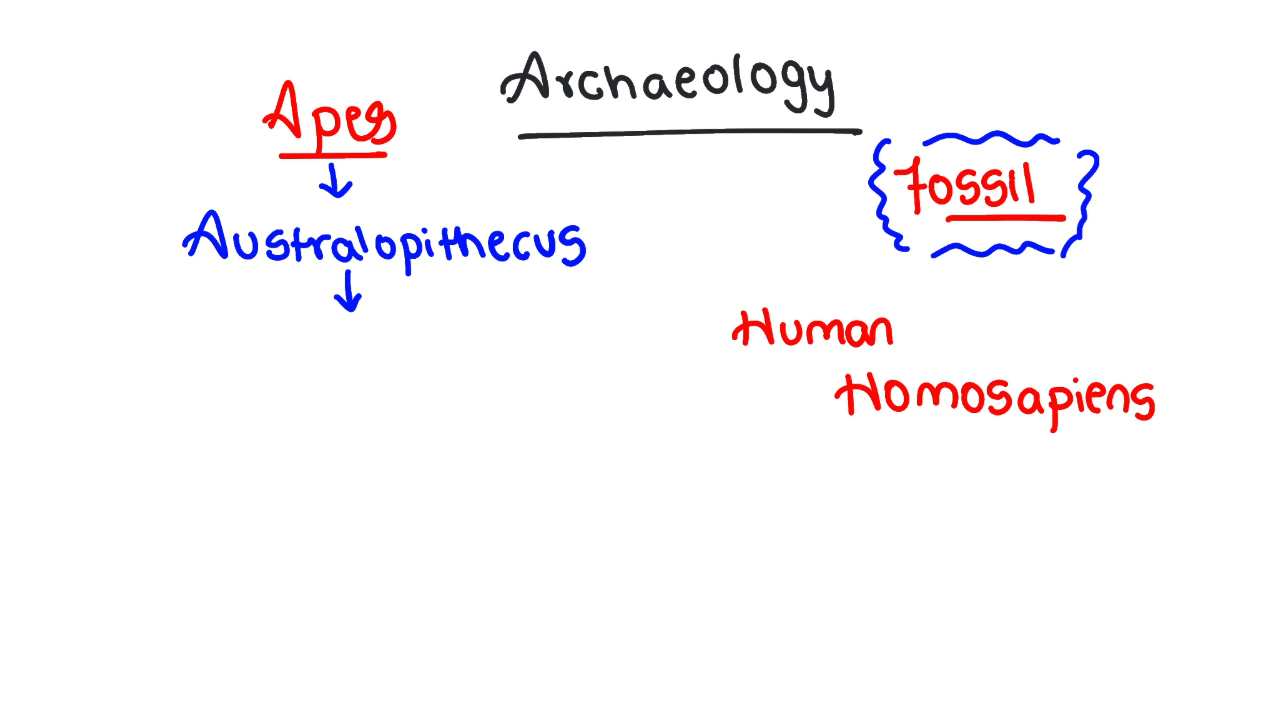 Archaeology
Apes
Fossil
Australopithecus
Human
Homosapiens